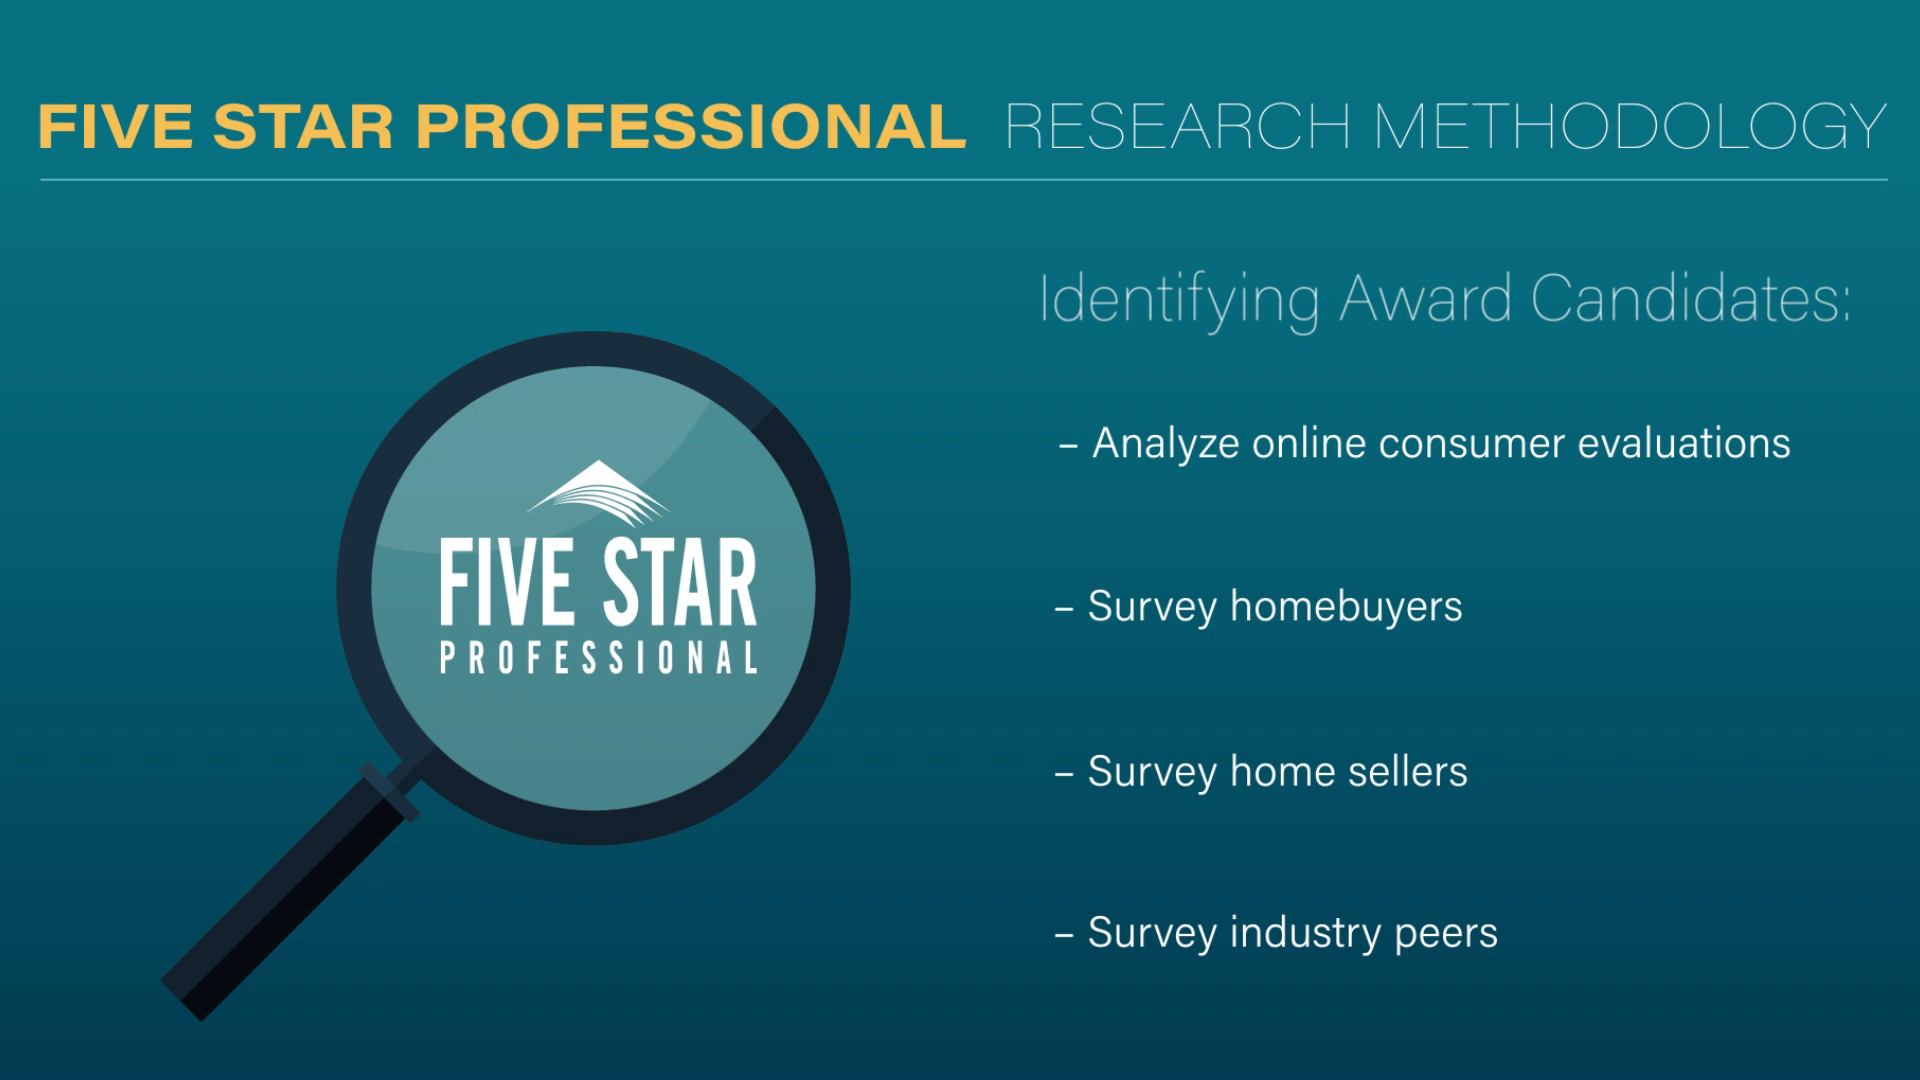 FIVE STAR PROFESSIONAL RESEARCH METHODOLOGY
FIVE STAR
PROFESSIONAL
Identifying Award Candidates:
– Analyze online consumer evaluations
– Survey homebuyers
– Survey home sellers
– Survey industry peers